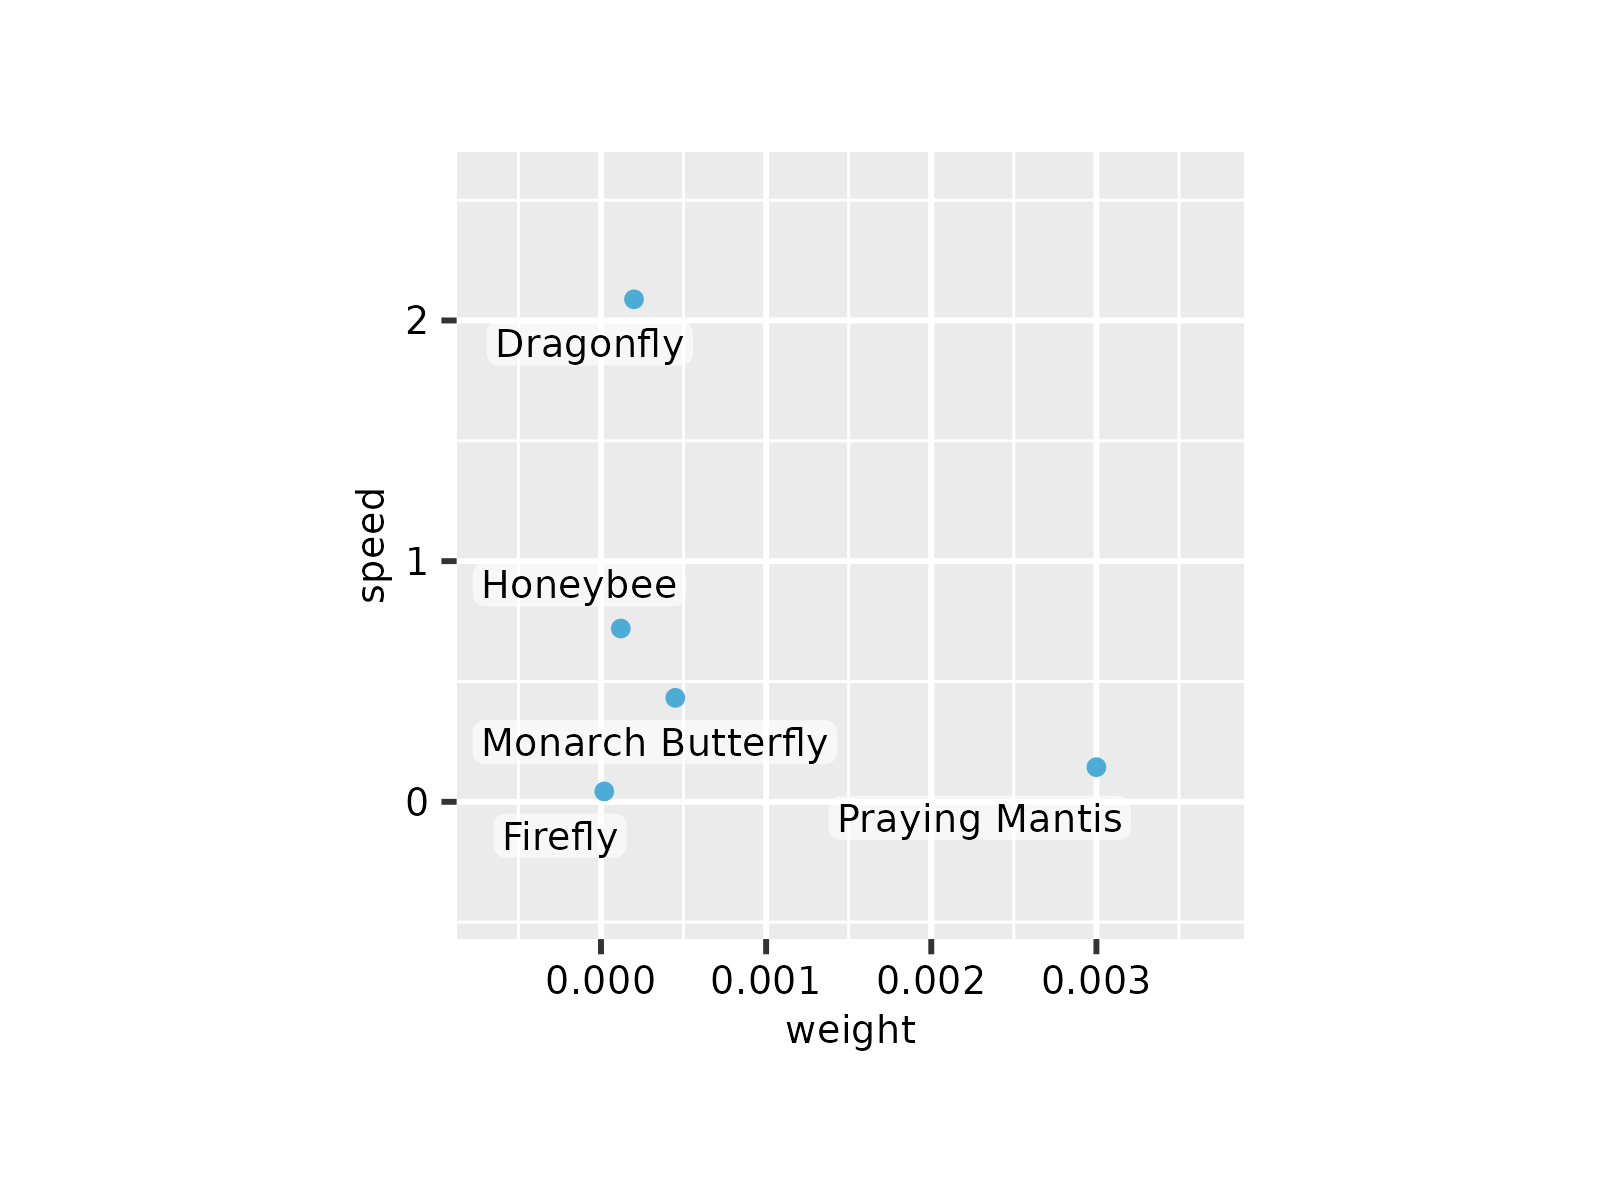 2
Dragonfly
speed
1
Honeybee
Monarch Butterfly
0
Praying Mantis
Firefly
0.000 0.001 0.002 0.003
weight